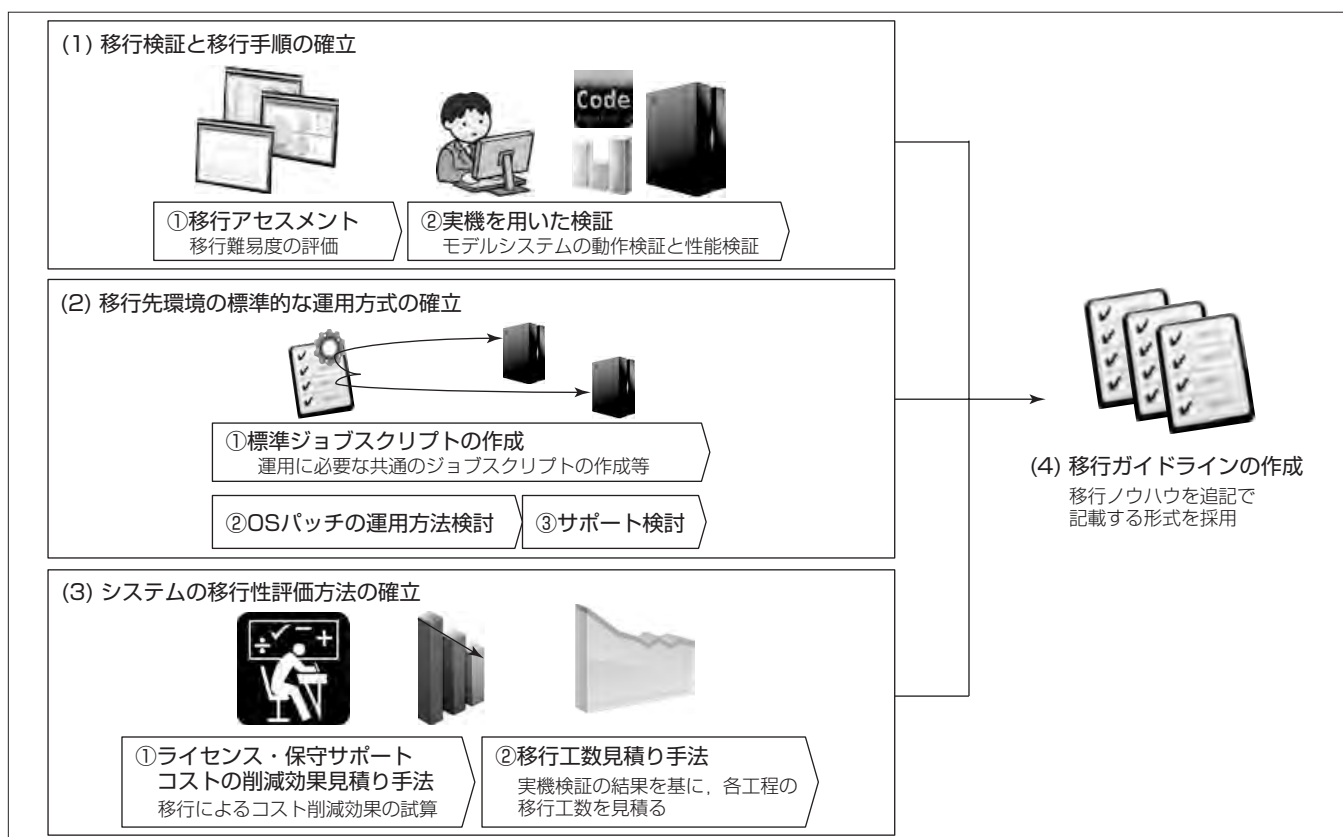 (1) 移行検証と移行手順の確立
Code
①移行アセスメント
移行難易度の評価
②実機を用いた検証
モデルシステムの動作検証と性能検証
(2) 移行先環境の標準的な運用方式の確立
①標準ジョブスクリプトの作成
運用に必要な共通のジョブスクリプトの作成等
②OSパッチの運用方法検討
③サポート検討
(3) システムの移行性評価方法の確立
①ライセンス・保守サポート
コストの削減効果見積り手法
移行によるコスト削減効果の試算
②移行工数見積り手法
実機検証の結果を基に，各工程の
移行工数を見積る
(4) 移行ガイドラインの作成
移行ノウハウを追記で
記載する形式を採用